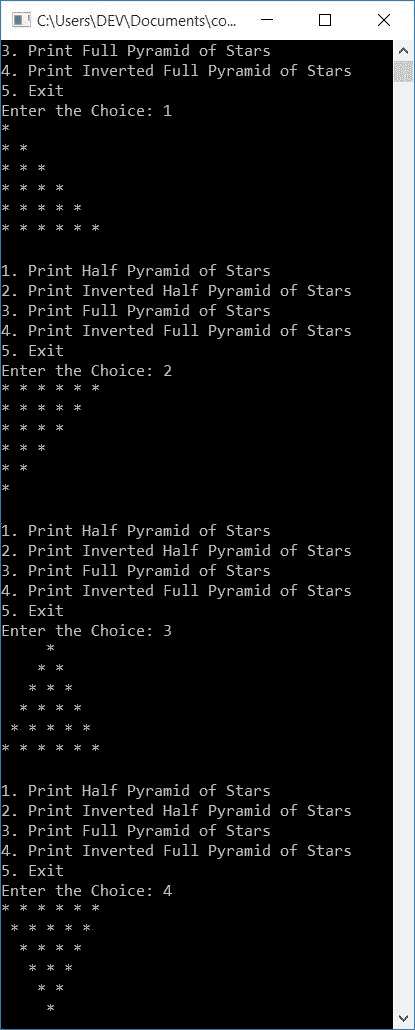 C:\Users\DEV\Documents\co...
3. Print Full Pyramid of Stars
4. Print Inverted Full Pyramid of Stars
5. Exit
Enter the Choice: 1
*
* *
* * *
* * * *
* * * * *
* * * * * *
1. Print Half Pyramid of Stars
2. Print Inverted Half Pyramid of Stars
3. Print Full Pyramid of Stars
4. Print Inverted Full Pyramid of Stars
5. Exit
Enter the Choice: 2
* * * * * *
* * * * *
* * * *
* * *
* *
*
1. Print Half Pyramid of Stars
2. Print Inverted Half Pyramid of Stars
3. Print Full Pyramid of Stars
4. Print Inverted Full Pyramid of Stars
5. Exit
Enter the Choice: 3
     *
    * *
   * * *
  * * * *
 * * * * *
* * * * * *
1. Print Half Pyramid of Stars
2. Print Inverted Half Pyramid of Stars
3. Print Full Pyramid of Stars
4. Print Inverted Full Pyramid of Stars
5. Exit
Enter the Choice: 4
* * * * * *
 * * * * *
  * * * *
   * * *
    * *
     *